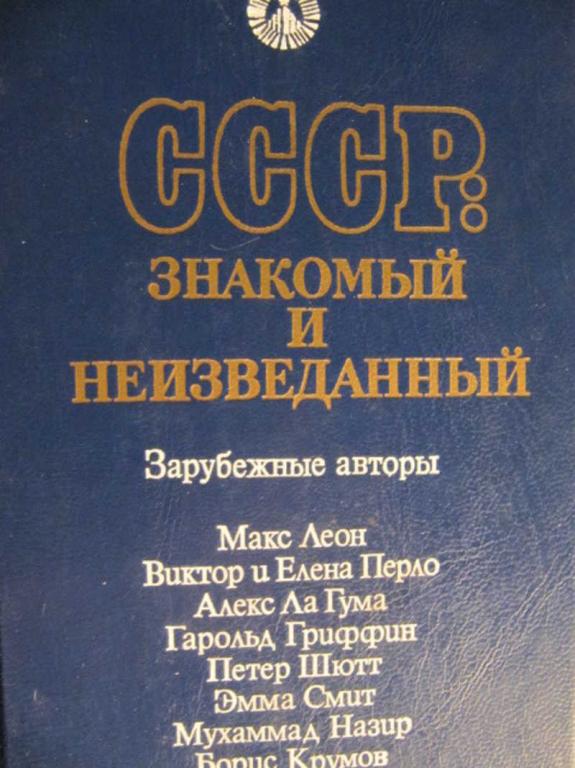 СССР:
ЗНАКОМЫЙ
И
НЕИЗВЕДАННЫЙ
Зарубежные авторы
Макс Леон
Виктор и Елена Перло
Алекс Ла Гума
Гарольд Гриффин
Петер Шютт
Эмма Смит
Мухаммад Назир
Борис Крумов